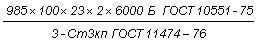 985×100×23×2×6000 Б ГОСТ 10551-75
3-Ст3кп ГОСТ 11474-76